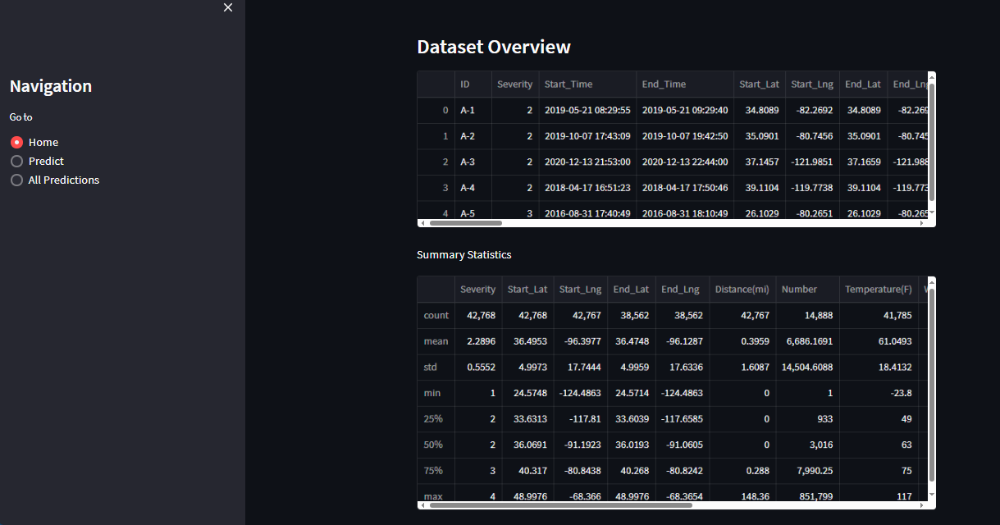 Navigation
Go to
Home
Predict
All Predictions
Dataset Overview
ID Severity Start_Time End_Time Start_Lat Start_Lng End_Lat End_Lng
0 A-1 2 2019-05-21 08:29:55 2019-05-21 09:29:40 34.8089 -82.2692 34.8089 -82.269
1 A-2 2 2019-10-07 17:43:09 2019-10-07 19:42:50 35.0901 -80.7456 35.0901 -80.745
2 A-3 2 2020-12-13 21:53:00 2020-12-13 22:44:00 37.1457 -121.9851 37.1659 -121.988
3 A-4 2 2018-04-17 16:51:23 2018-04-17 17:50:46 39.1104 -119.7738 39.1104 -119.773
4 A-5 3 2016-08-31 17:40:49 2016-08-31 18:10:49 26.1029 -80.2651 26.1029 -80.265
Summary Statistics
Severity Start_Lat Start_Lng End_Lat End_Lng Distance(mi) Number Temperature(F)
count 42,768 42,768 42,767 38,562 38,562 42,767 14,888 41,785
mean 2.2896 36.4953 -96.3977 36.4748 -96.1287 0.3959 6,686.1691 61.0493
std 0.5552 4.9973 17.7444 4.9959 17.6336 1.6087 14,504.6088 18.4132
min 1 24.5748 -124.4863 24.5714 -124.4863 0 1 -23.8
25% 2 33.6313 -117.81 33.6039 -117.6585 0 933 49
50% 2 36.0691 -91.1923 36.0193 -91.0605 0 3,016 63
75% 3 40.317 -80.8438 40.268 -80.8242 0.288 7,990.25 75
max 4 48.9976 -68.366 48.9976 -68.3654 148.36 851,799 117